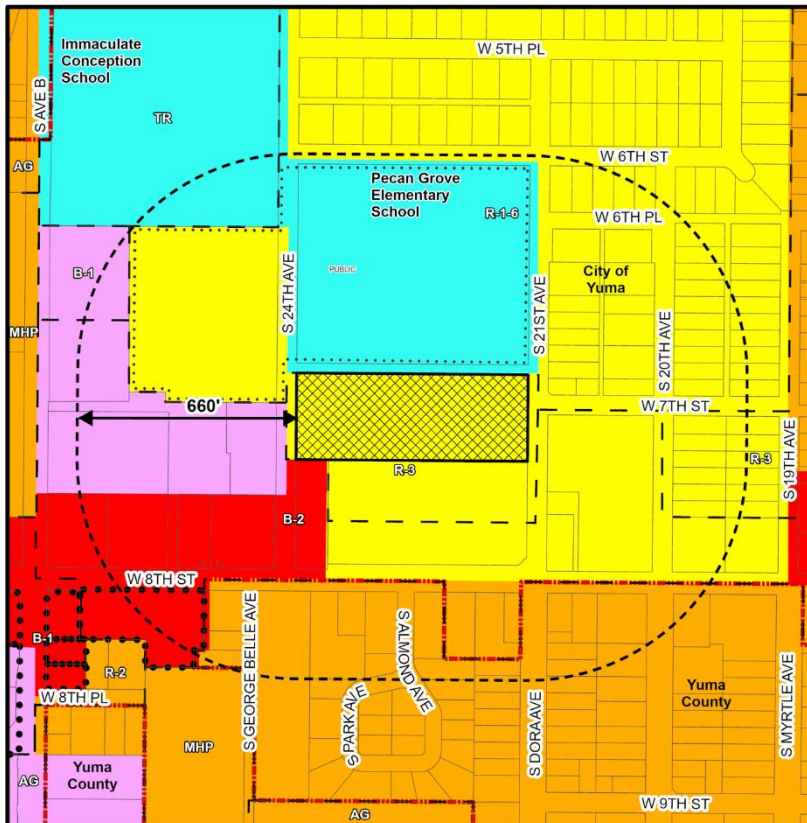 W 5TH PL
Immaculate
Conception
School
S AVE B
TR
AG
W 6TH ST
Pecan Grove
Elementary
School
R-1-6
W 6TH PL
B-1
PUBLIC
S 24TH AVE
S 21ST AVE
City of
Yuma
S 20TH AVE
MHP
660'
W 7TH ST
R-3
R-3
S 19TH AVE
B-2
W 8TH ST
B-1
R-2
W 8TH PL
S GEORGE BELLE AVE
S ALMOND AVE
S PARK AVE
S DORA AVE
Yuma
County
S MYRTLE AVE
MHP
Yuma
County
AG
AG
W 9TH ST